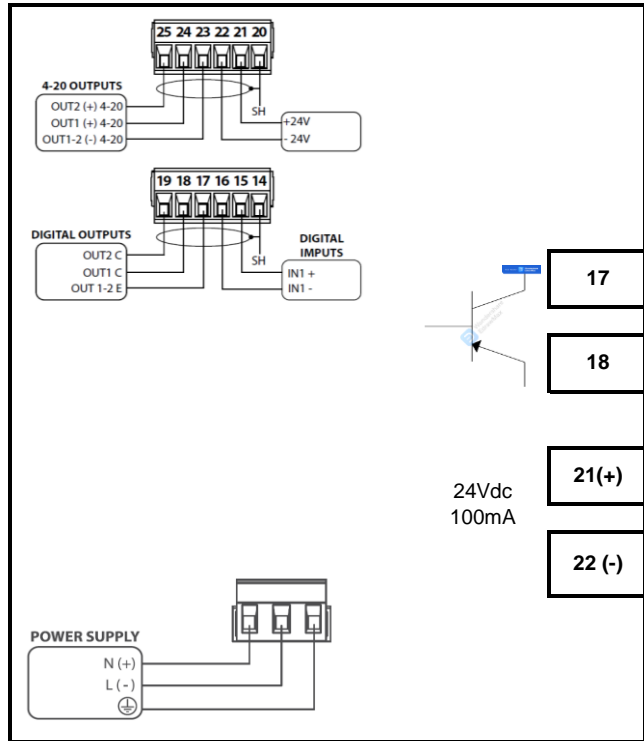 25 24 23 22 21 20
4-20 OUTPUTS
OUT2 (+) 4-20
OUT1 (+) 4-20
OUT1-2 (-) 4-20
SH
+24V
- 24V
19 18 17 16 15 14
DIGITAL OUTPUTS
OUT2 C
OUT1 C
OUT 1-2 E
SH
DIGITAL
IMPUTS
IN1 +
IN1 -
17
18
24Vdc
100mA
21(+)
22 (-)
POWER SUPPLY
N (+)
L (-)